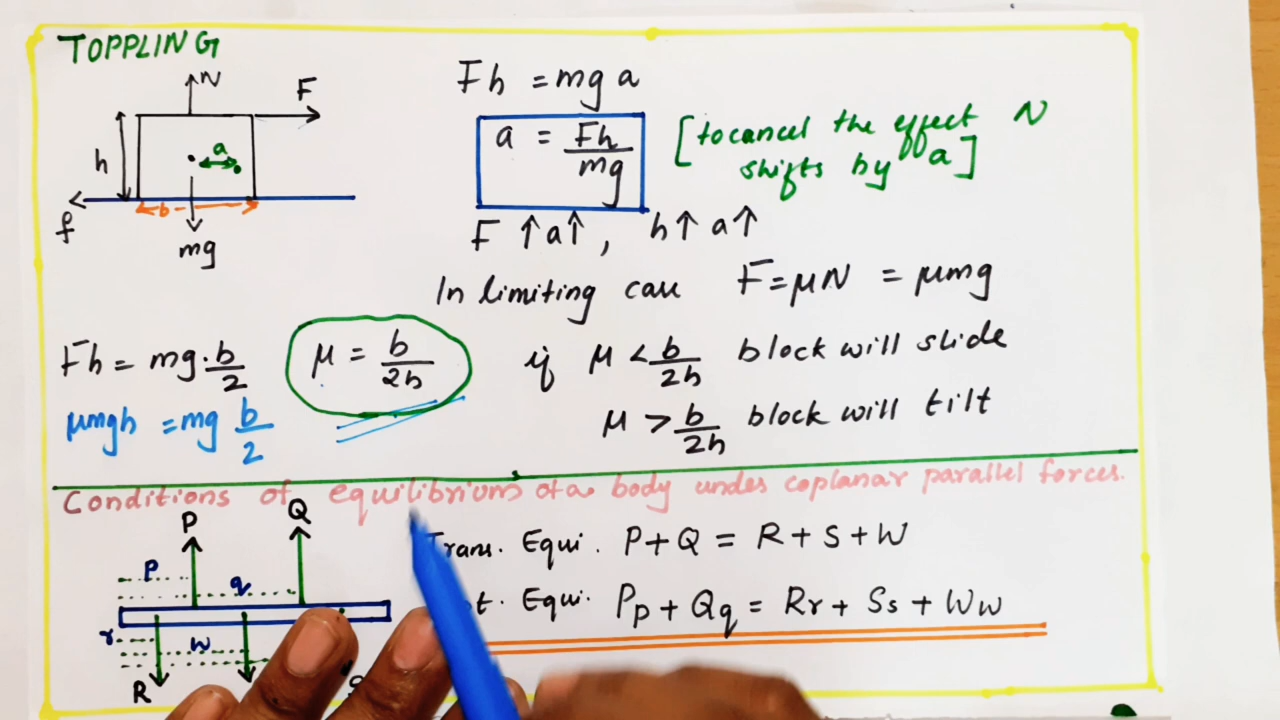 TOPPLING
N
F
h
a
b
f
mg
Fh = mg a
a = Fh/mg
[to cancel the effect N
shifts by a]
F ↑ a↑, h↑ a↑
In limiting case F = μN = μmg
Fh = mg. b/2
μmgh = mg b/2
μ = b/2h
if μ < b/2h block will slide
μ > b/2h block will tilt
Conditions of equilibrium of a body under coplanar parallel forces.
P
Q
p
q
r
w
R
Trans. Equi. P + Q = R + S + W
Equi. Pp + Qq = Rr + Ss + Ww